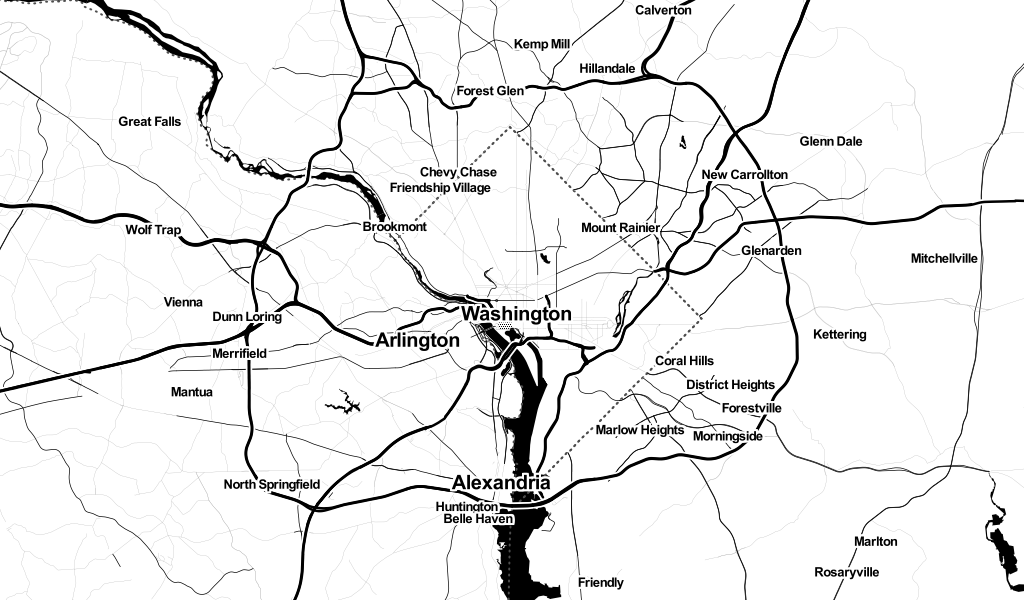 Calverton
Kemp Mill
Hillandale
Forest Glen
Great Falls
Glenn Dale
Chevy Chase
New Carrollton
Friendship Village
Brookmont
Mount Rainier
Wolf Trap
Glenarden
Mitchellville
Vienna
Dunn Loring
Washington
Kettering
Arlington
Merrifield
Coral Hills
District Heights
Mantua
Forestville
Marlow Heights
Morningside
North Springfield
Alexandria
Huntington
Belle Haven
Marlton
Rosaryville
Friendly